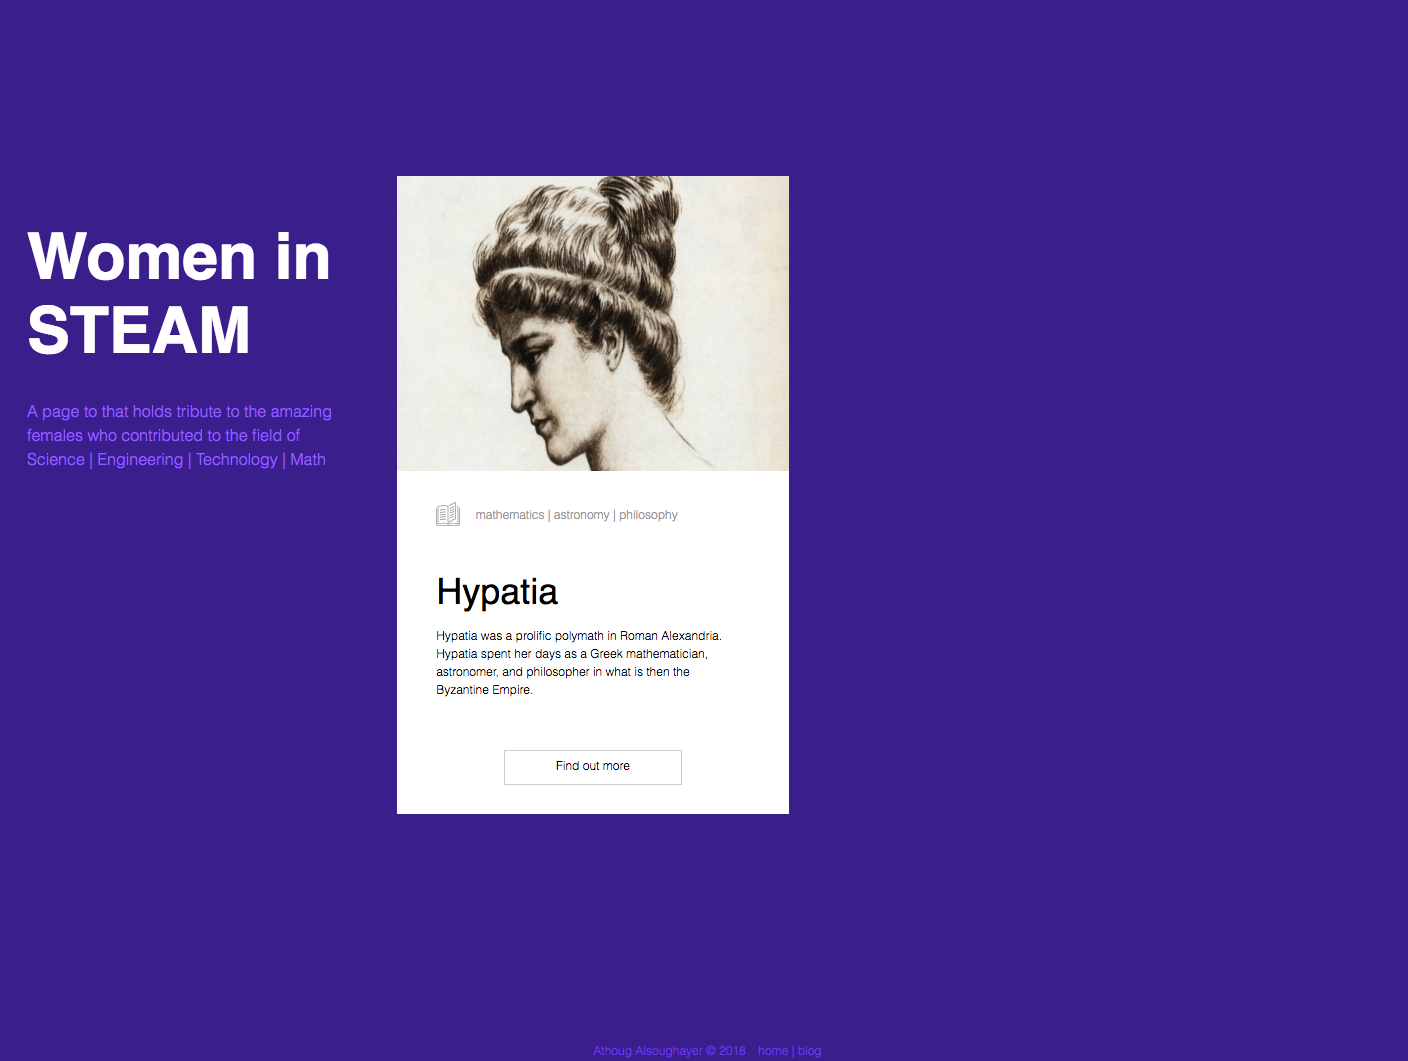 Women in
STEAM
A page to that holds tribute to the amazing
females who contributed to the field of
Science | Engineering | Technology | Math
mathematics | astronomy | philosophy
Hypatia
Hypatia was a prolific polymath in Roman Alexandria.
Hypatia spent her days as a Greek mathematician,
astronomer, and philosopher in what is then the
Byzantine Empire.
Find out more
Athoug Alsoughayer © 2018 home | blog